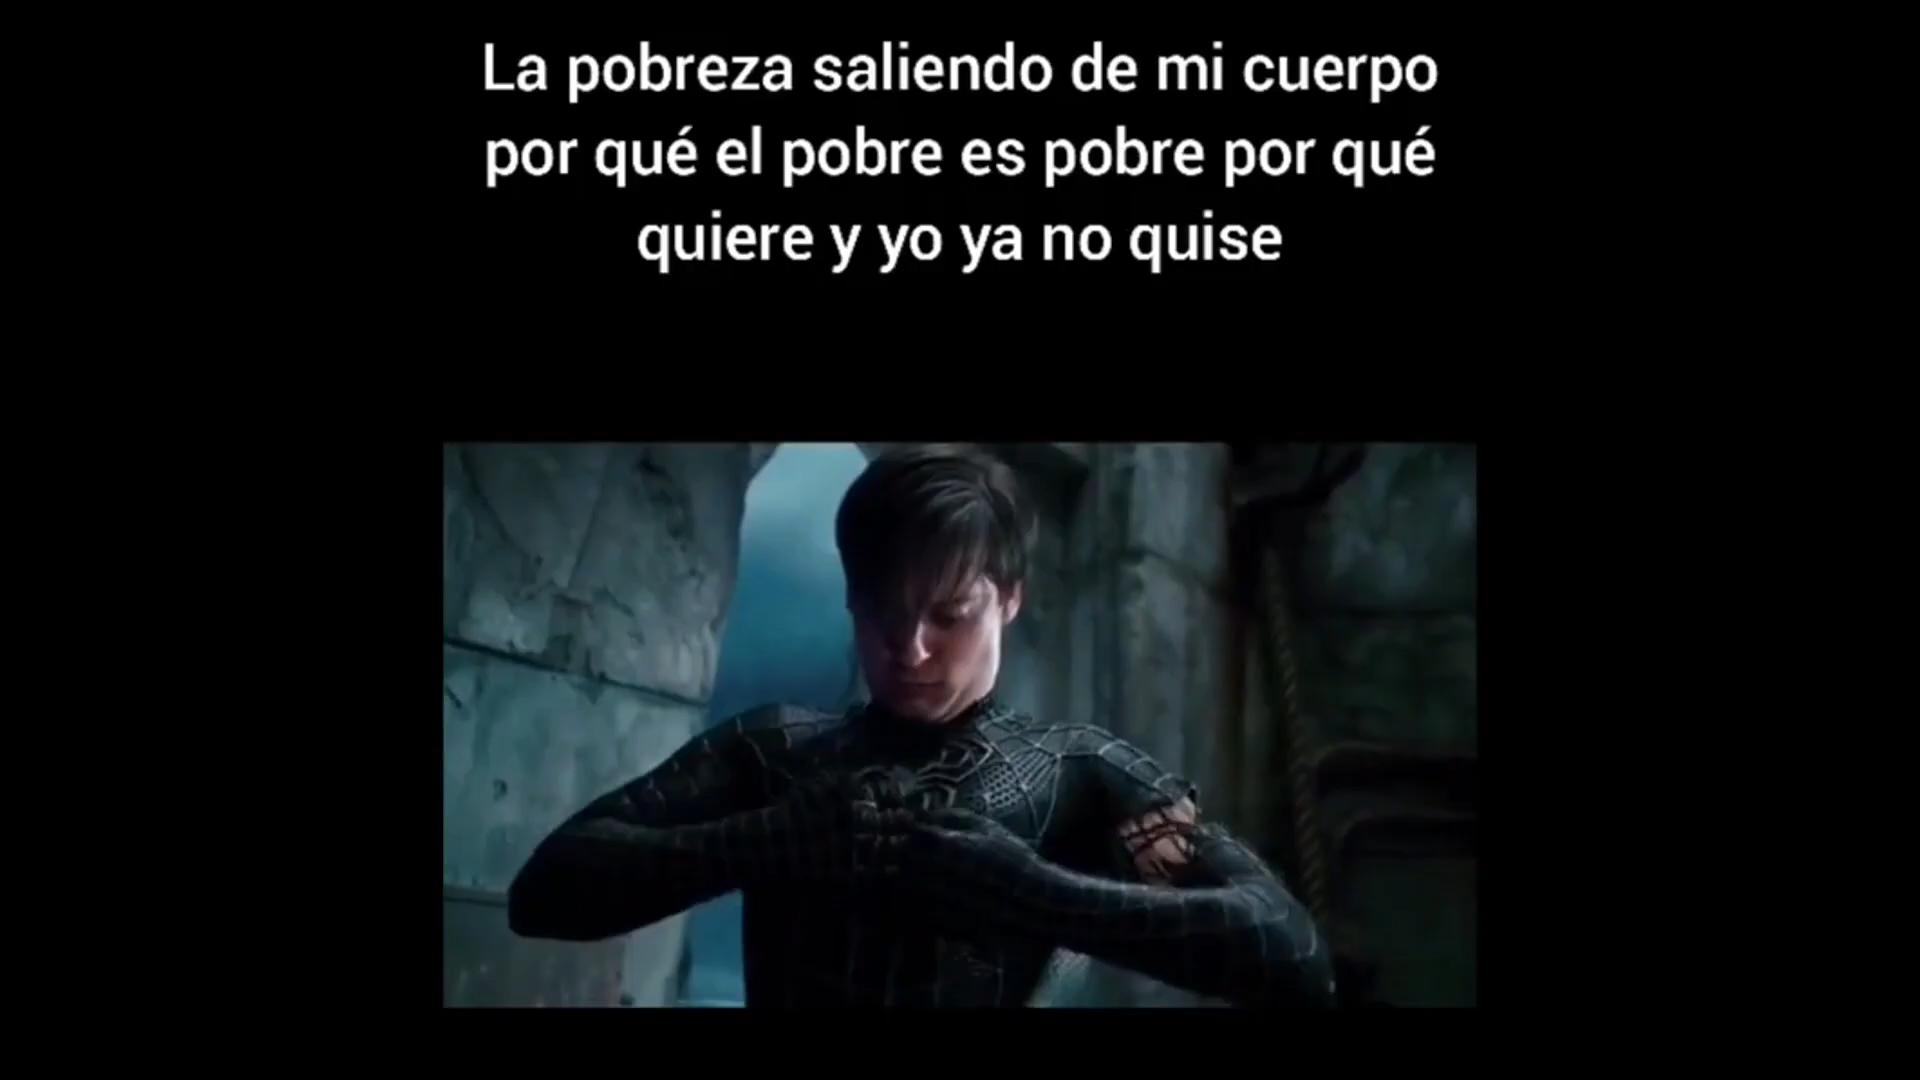 La pobreza saliendo de mi cuerpo
por qué el pobre es pobre por qué
quiere y yo ya no quise